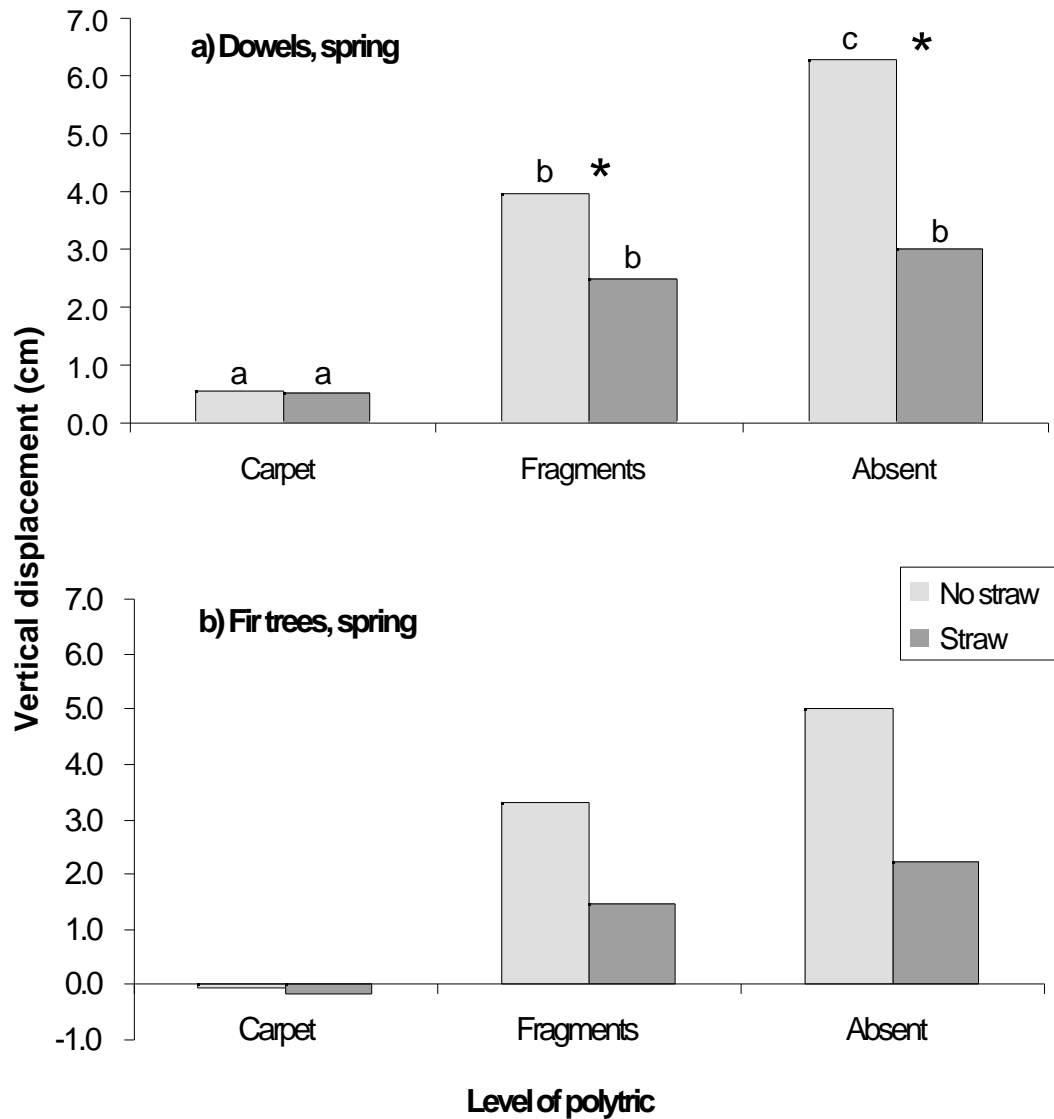 Vertical displacement (cm)
a) Dowels, spring
7.0
6.0
5.0
4.0
3.0
2.0
1.0
0.0
a a
b *
b
c *
b
Carpet Fragments Absent
b) Fir trees, spring
No straw
Straw
7.0
6.0
5.0
4.0
3.0
2.0
1.0
0.0
-1.0
Carpet Fragments Absent
Level of polytric